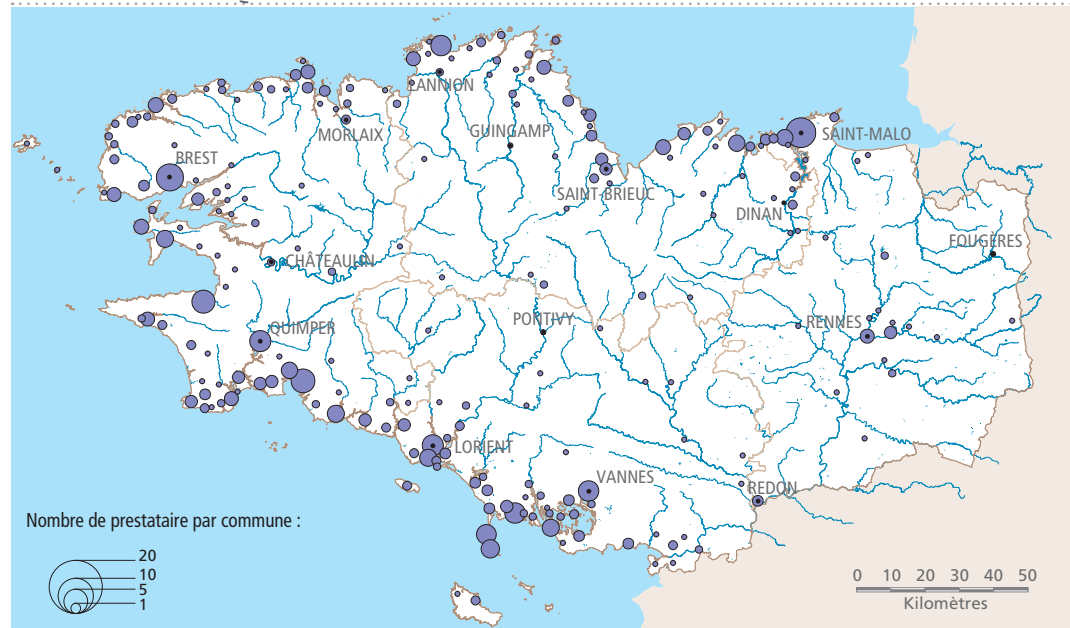 LANNION
MORLAIX
GUINGAMP
SAINT-MALO
BREST
SAINT-BRIEUC
DINAN
FOUGÈRES
CHÂTEAULIN
QUIMPER
PONTIVY
RENNES
LORIENT
VANNES
REDON
Nombre de prestataire par commune :
20
10
5
1
0 10 20 30 40 50
Kilomètres